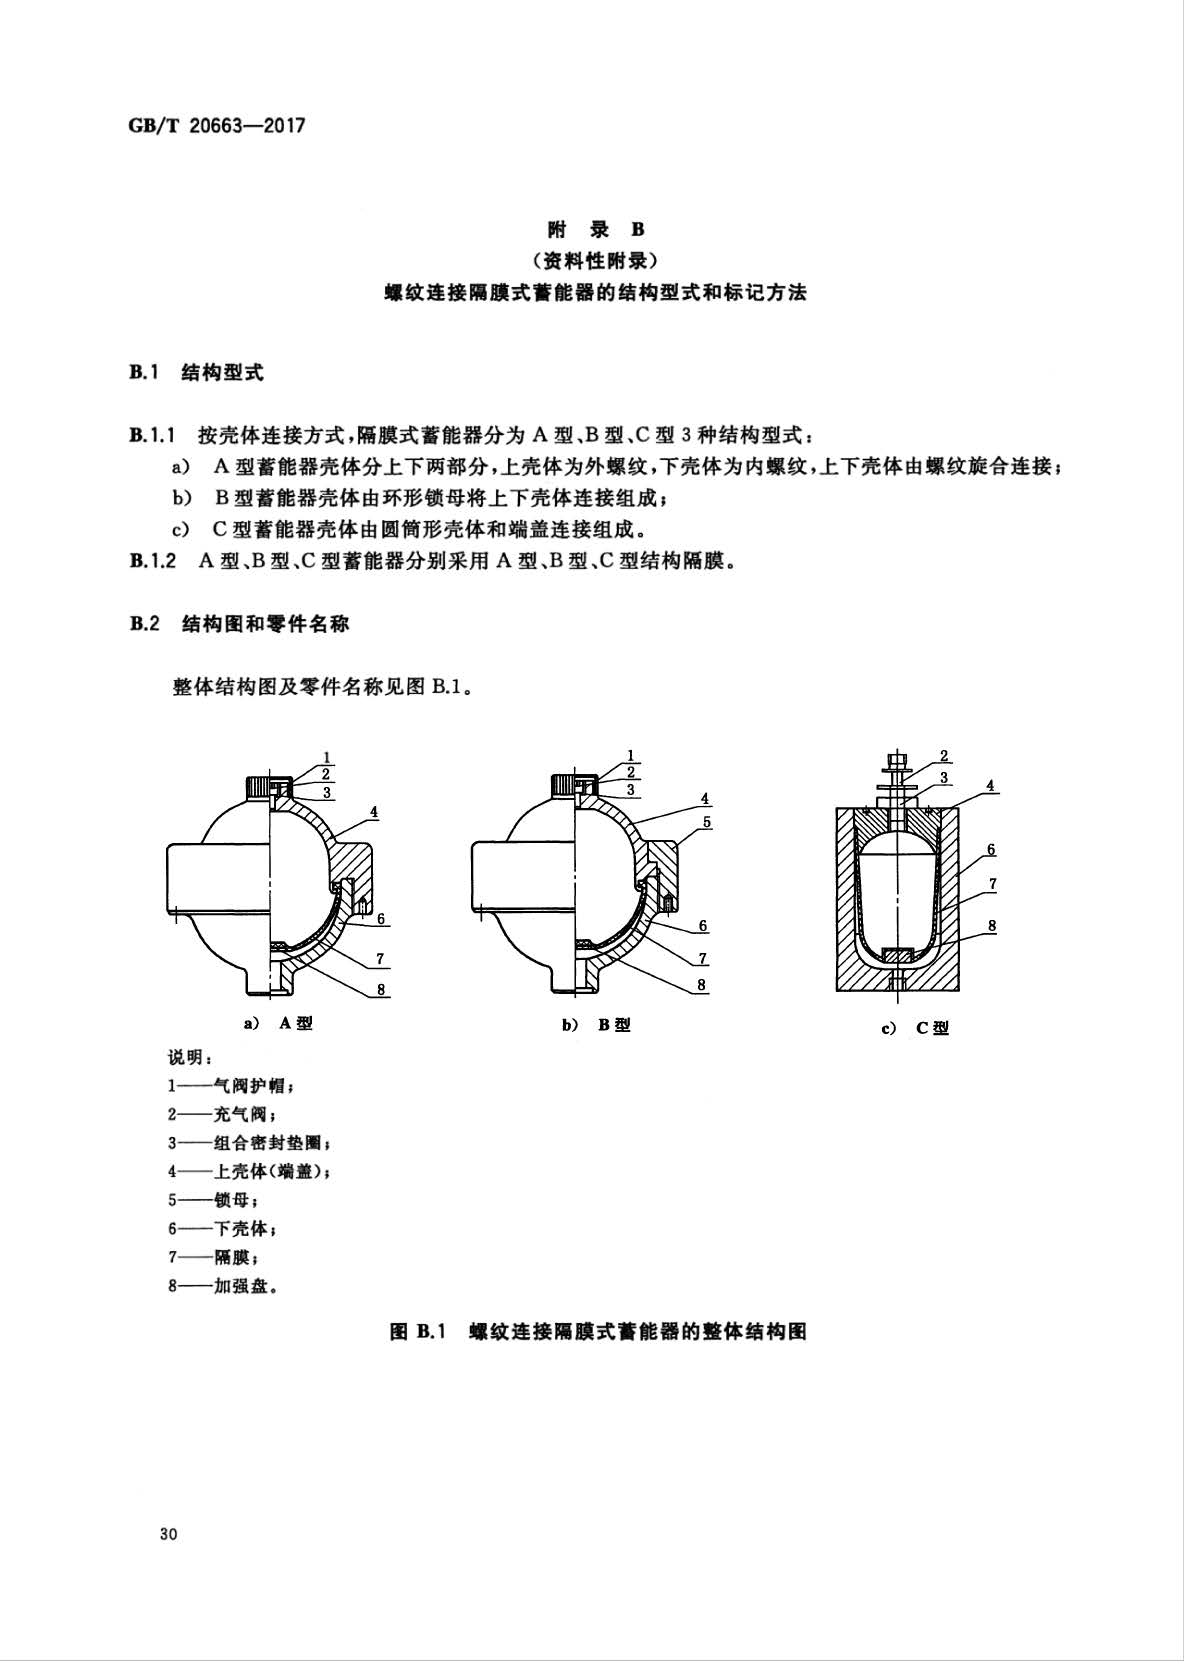 GB/T 20663—2017
附 录 B
（资料性附录）
螺纹连接隔膜式蓄能器的结构型式和标记方法
B.1 结构型式
B.1.1 按壳体连接方式,隔膜式蓄能器分为 A 型、B 型、C 型 3 种结构型式：
a） A 型蓄能器壳体分上下两部分,上壳体为外螺纹,下壳体为内螺纹,上下壳体由螺纹旋合连接；
b） B 型蓄能器壳体由环形锁母将上下壳体连接组成；
c） C 型蓄能器壳体由圆筒形壳体和端盖连接组成。
B.1.2 A 型、B 型、C 型蓄能器分别采用 A 型、B 型、C 型结构隔膜。
B.2 结构图和零件名称
整体结构图及零件名称见图 B.1。
1
2
3
4
6
7
8
a） A 型
1
2
3
4
5
6
7
8
b） B 型
2
3
4
6
7
8
c） C 型
说明：
1——气阀护帽；
2——充气阀；
3——组合密封垫圈；
4——上壳体(端盖)；
5——锁母；
6——下壳体；
7——隔膜；
8——加强盘。
图 B.1 螺纹连接隔膜式蓄能器的整体结构图
30